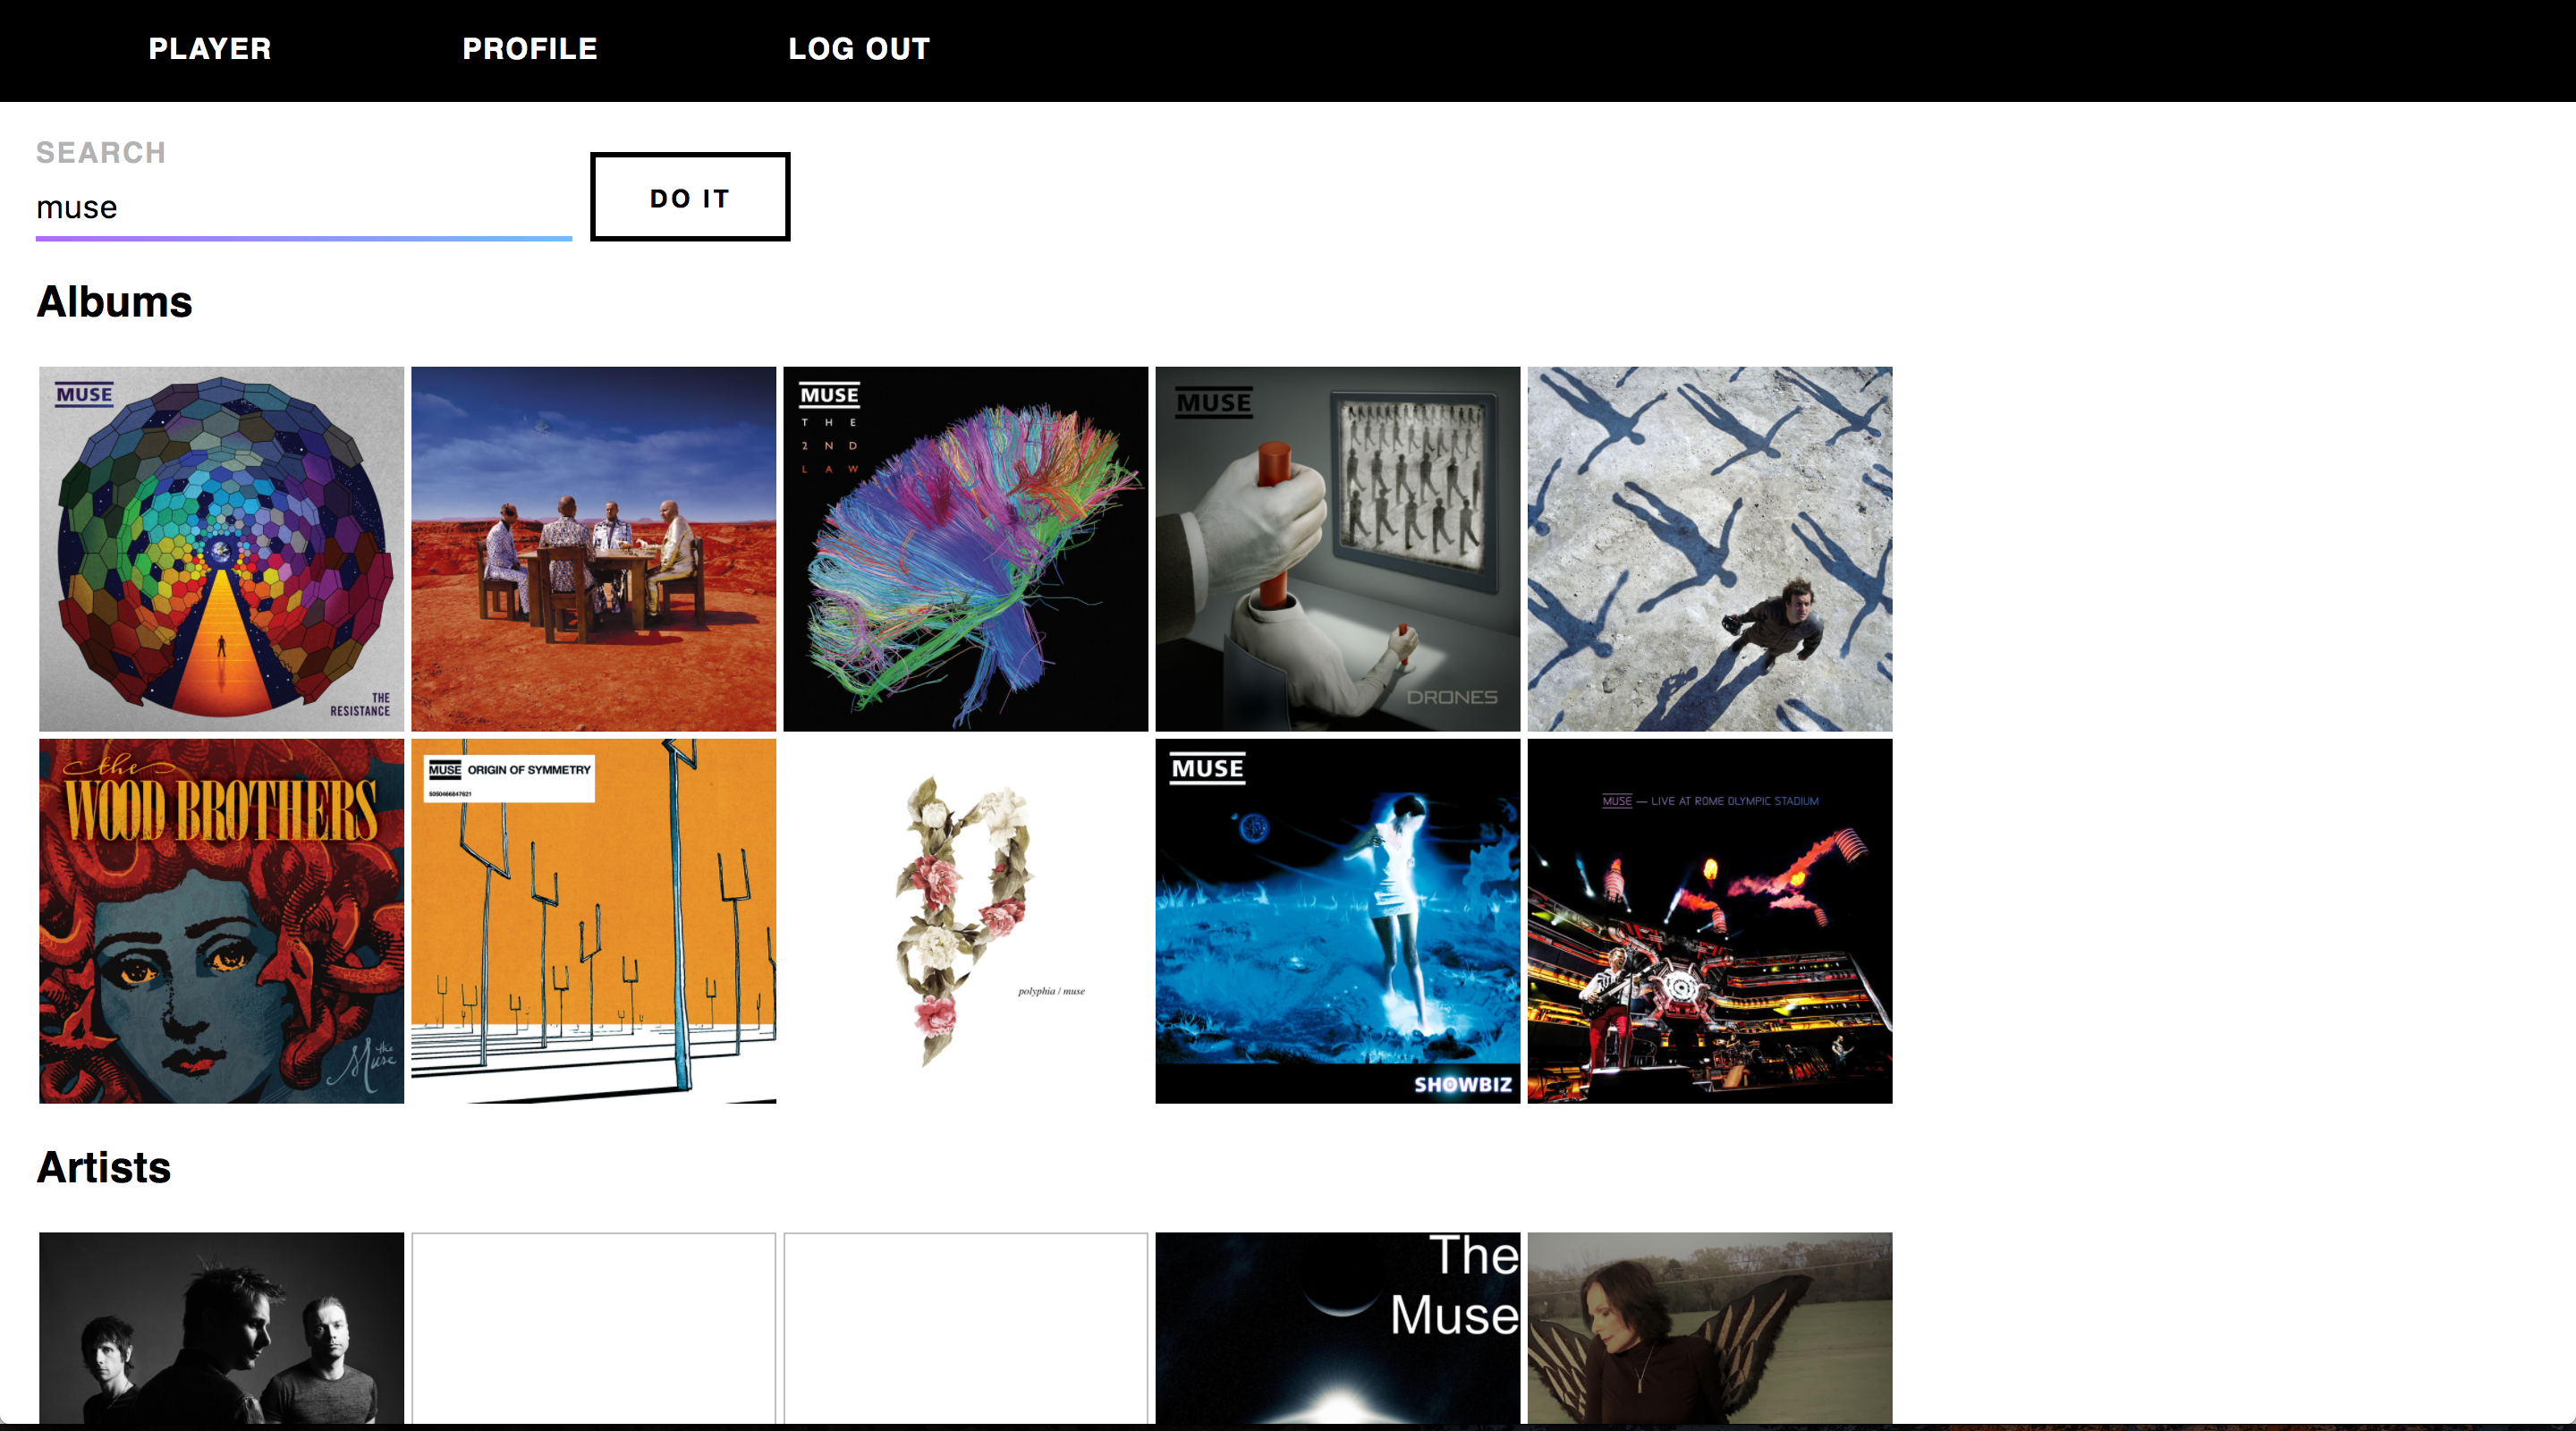 PLAYER PROFILE LOG OUT
SEARCH
muse
DO IT
Albums
MUSE
THE
RESISTANCE
MUSE
THE
2ND
LAW
MUSE
DRONES
the
WOOD BROTHERS
the
Muse
MUSE ORIGIN OF SYMMETRY
5050466847621
polyphia / muse
MUSE
SHOWBIZ
MUSE — LIVE AT ROME OLYMPIC STADIUM
Artists
The
Muse